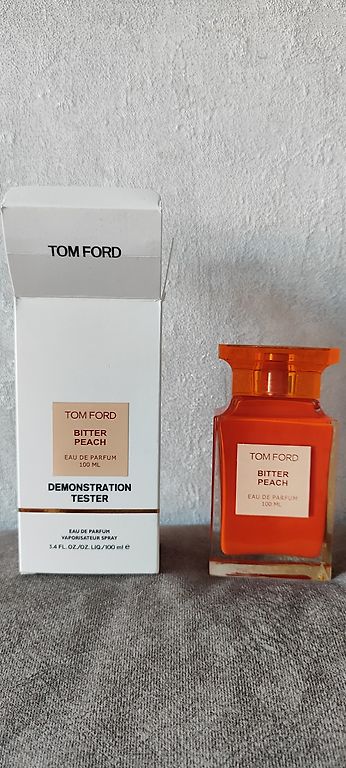 TOM FORD
TOM FORD
BITTER
PEACH
EAU DE PARFUM
100 ML
DEMONSTRATION
TESTER
EAU DE PARFUM
VAPORISATEUR SPRAY
3.4 FL. OZ./OZ. LIQ/100 ml e
TOM FORD
BITTER
PEACH
EAU DE PARFUM
100 ML